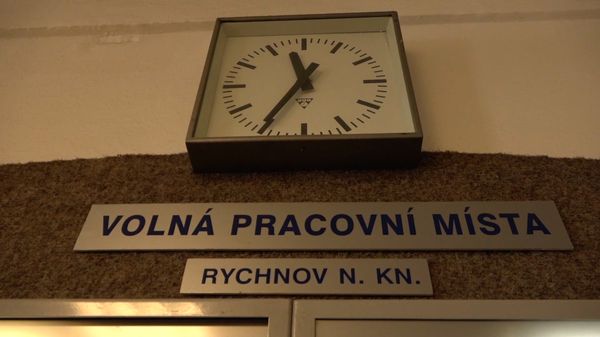 VOLNÁ PRACOVNÍ MÍSTA
RYCHNOV N. KN.